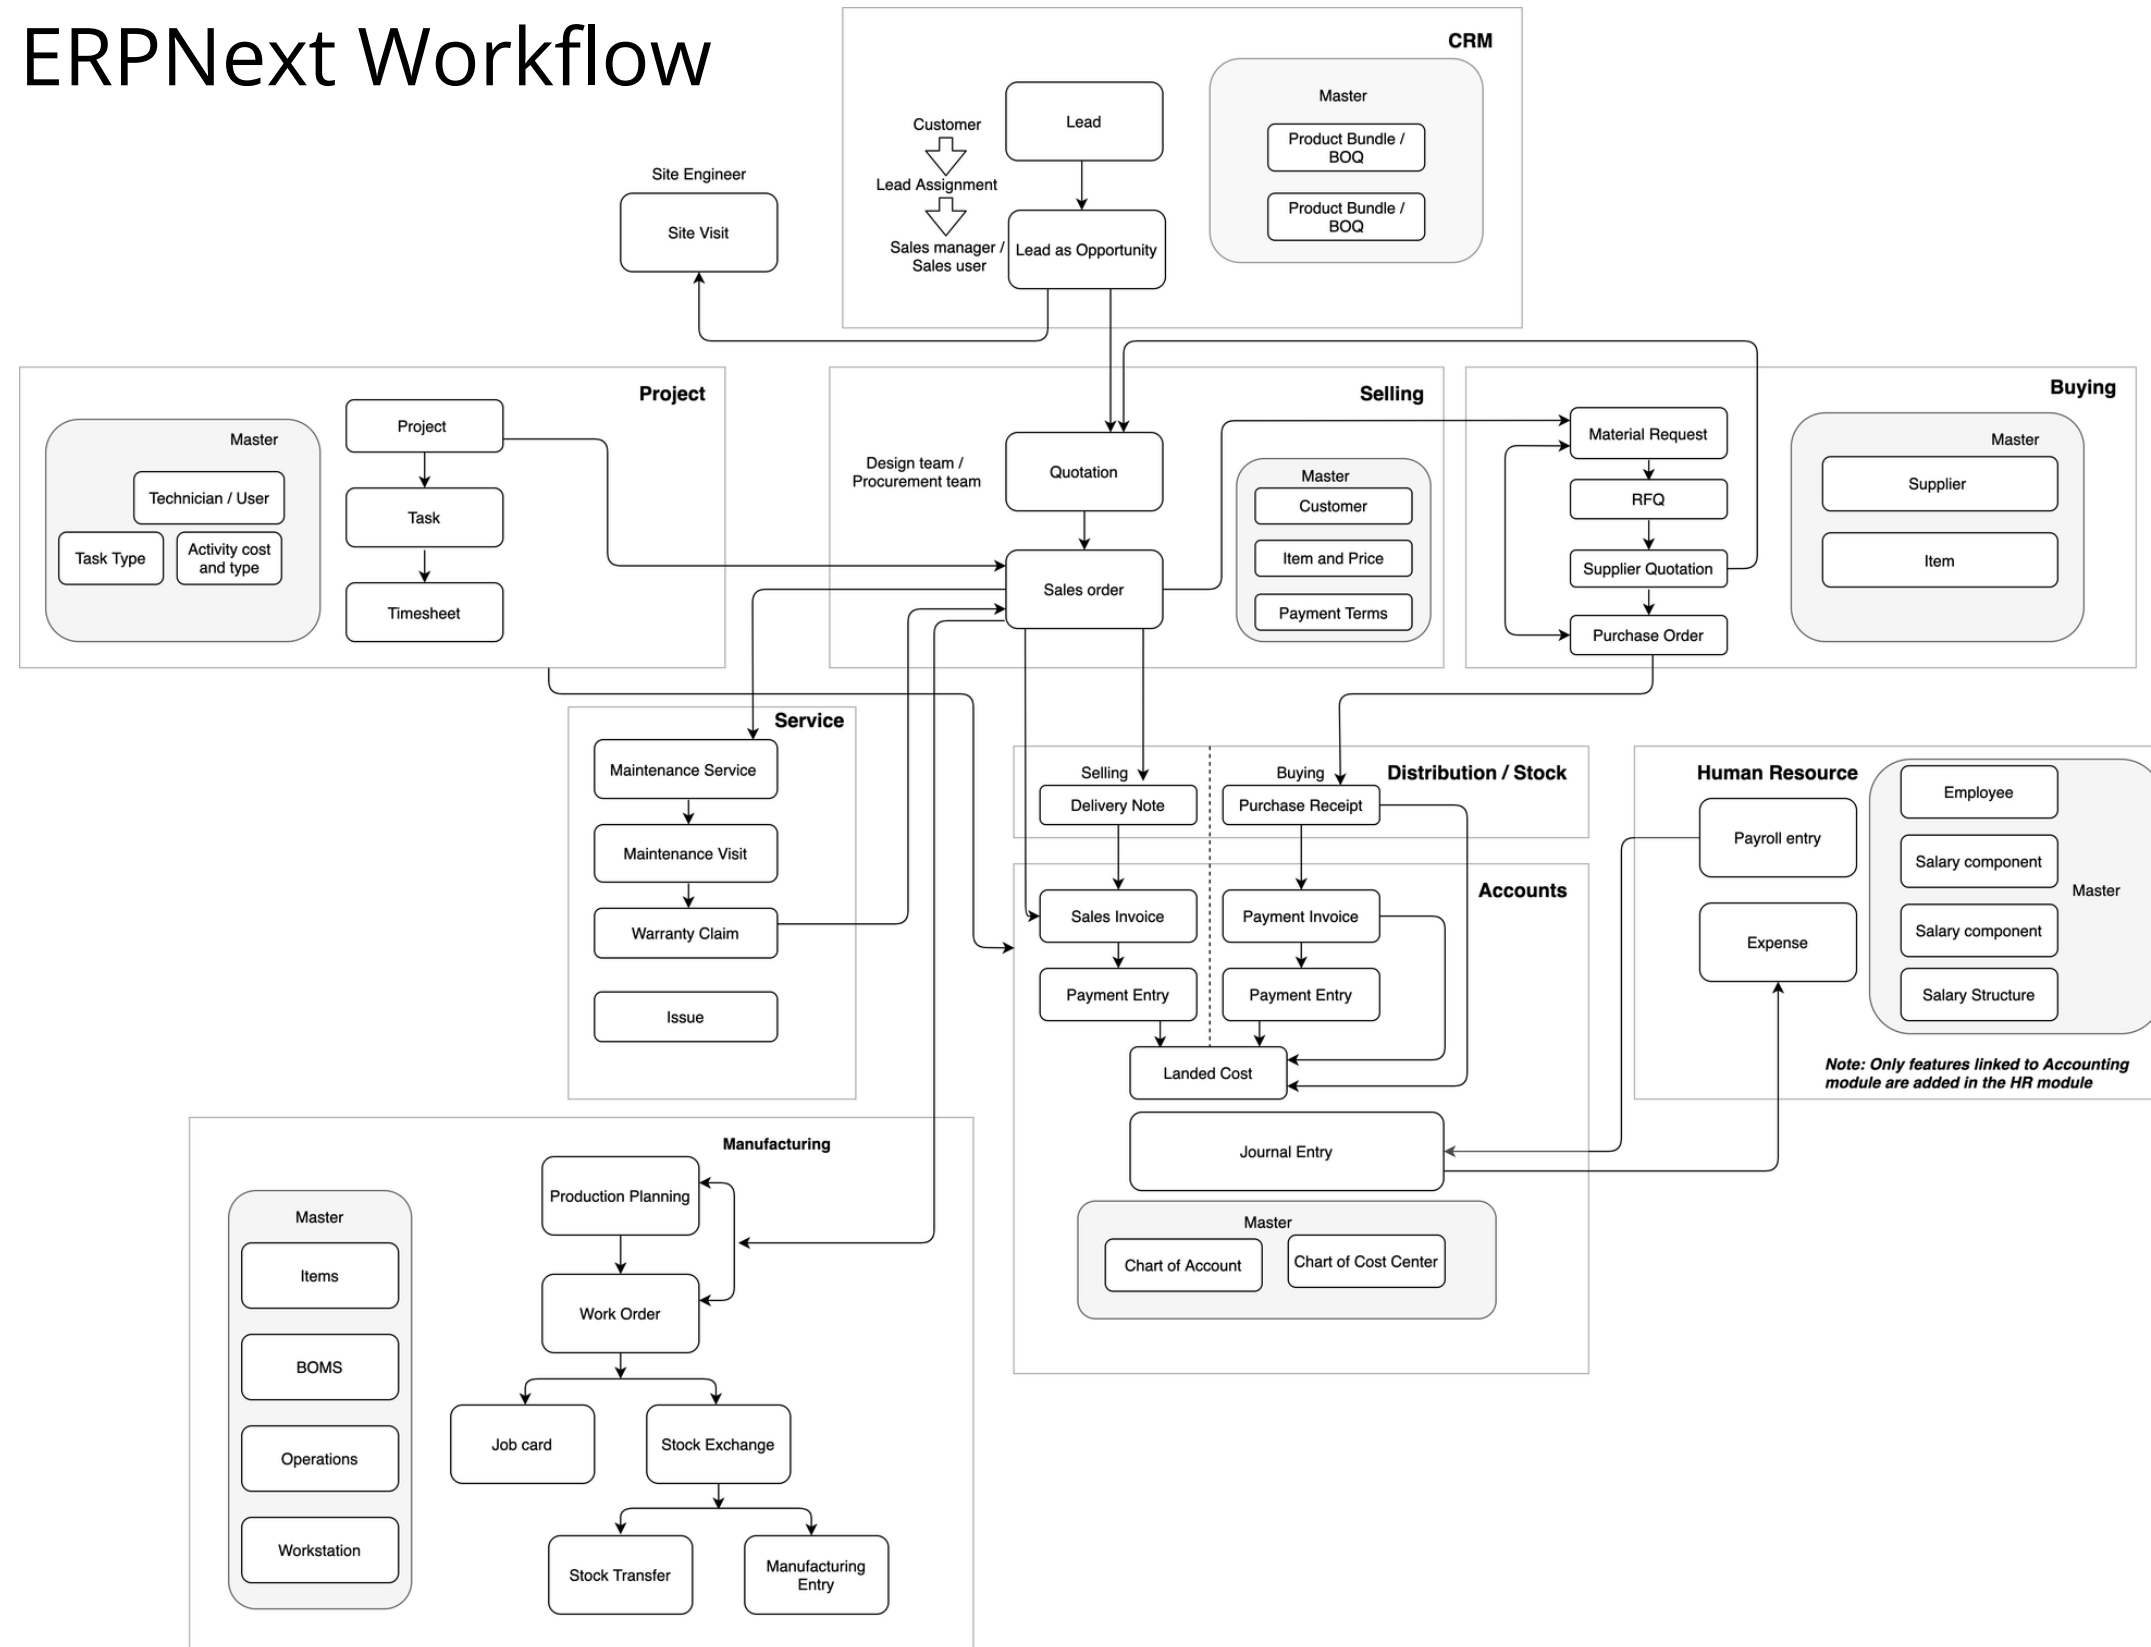 ERPNext Workflow
CRM
Master
Product Bundle /
BOQ
Product Bundle /
BOQ
Lead
Customer
Lead Assignment
Sales manager /
Sales user
Lead as Opportunity
Site Engineer
Site Visit
Project
Master
Technician / User
Task Type
Activity cost
and type
Project
Task
Timesheet
Selling
Design team /
Procurement team
Quotation
Sales order
Master
Customer
Item and Price
Payment Terms
Buying
Material Request
RFQ
Supplier Quotation
Purchase Order
Master
Supplier
Item
Service
Maintenance Service
Maintenance Visit
Warranty Claim
Issue
Distribution / Stock
Selling
Delivery Note
Buying
Purchase Receipt
Accounts
Sales Invoice
Payment Invoice
Payment Entry
Payment Entry
Landed Cost
Journal Entry
Master
Chart of Account
Chart of Cost Center
Human Resource
Payroll entry
Expense
Employee
Salary component
Master
Salary component
Salary Structure
Note: Only features linked to Accounting
module are added in the HR module
Manufacturing
Master
Items
BOMS
Operations
Workstation
Production Planning
Work Order
Job card
Stock Exchange
Stock Transfer
Manufacturing
Entry